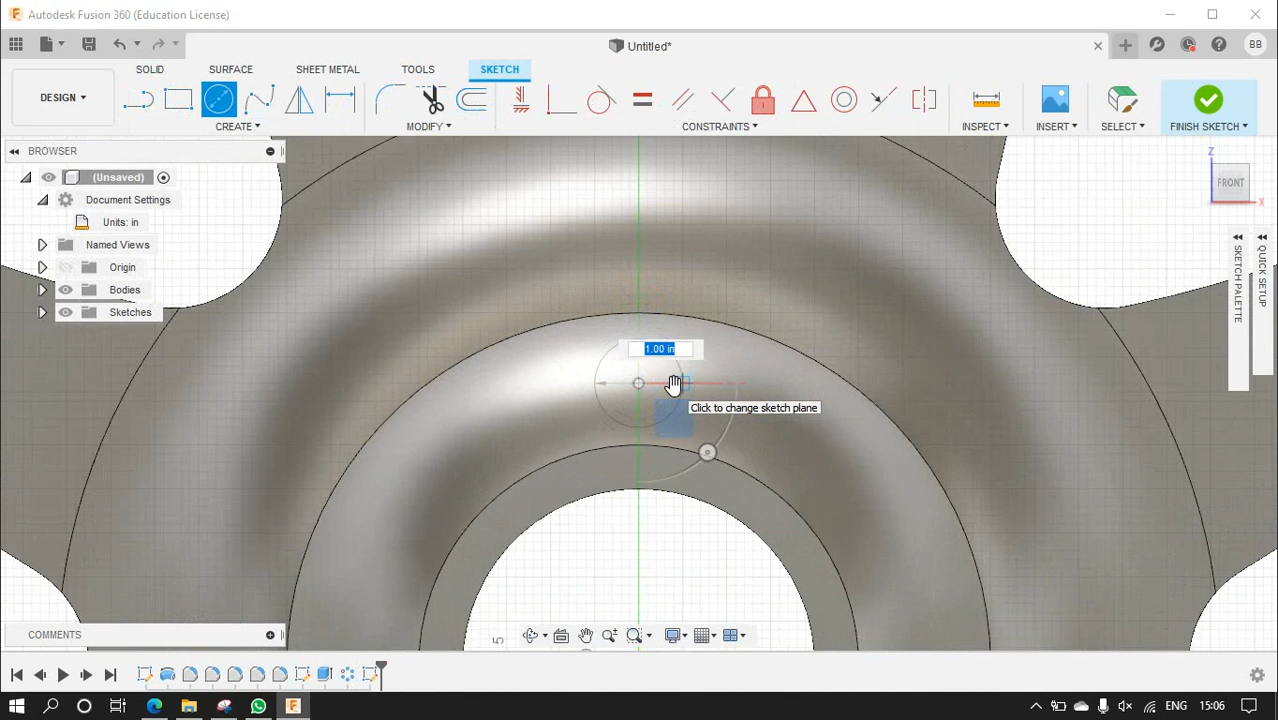 Autodesk Fusion 360 (Education License)
Untitled*
BB
SOLID SURFACE SHEET METAL TOOLS SKETCH
DESIGN
CREATE MODIFY CONSTRAINTS INSPECT INSERT SELECT FINISH SKETCH
BROWSER
(Unsaved)
Document Settings
Units: in
Named Views
Origin
Bodies
Sketches
Z
FRONT
X
SKETCH PALETTE
QUICK SETUP
1.00 in
Click to change sketch plane
5
COMMENTS
ENG 15:06